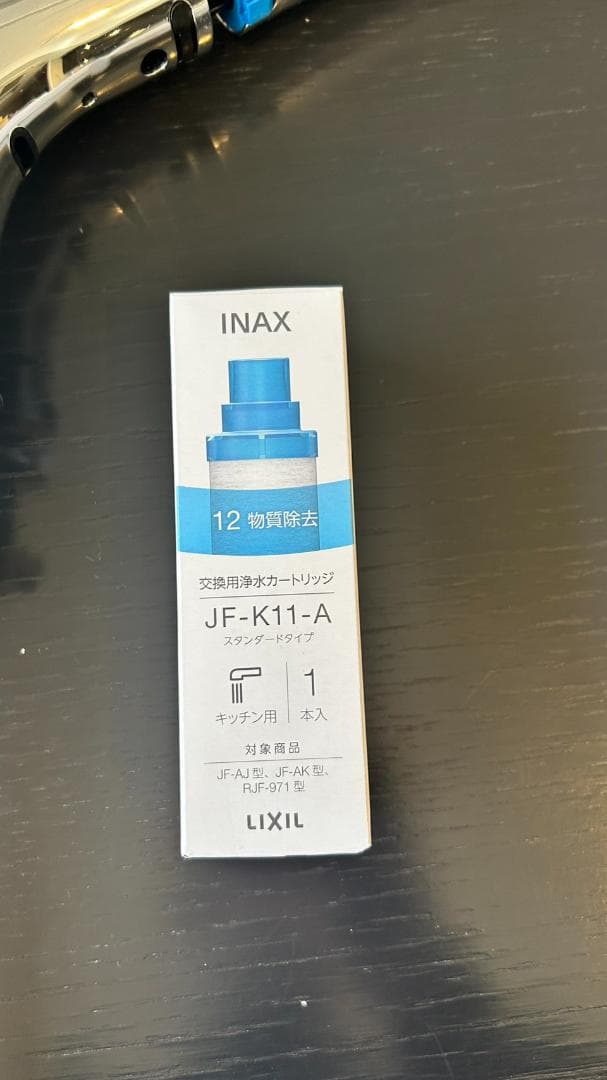 INAX
12 物質除去
交換用浄水カートリッジ
JF-K11-A
スタンダードタイプ
キッチン用
1
本入
対象商品
JF-AJ型、JF-AK型、
RJF-971型
LIXIL